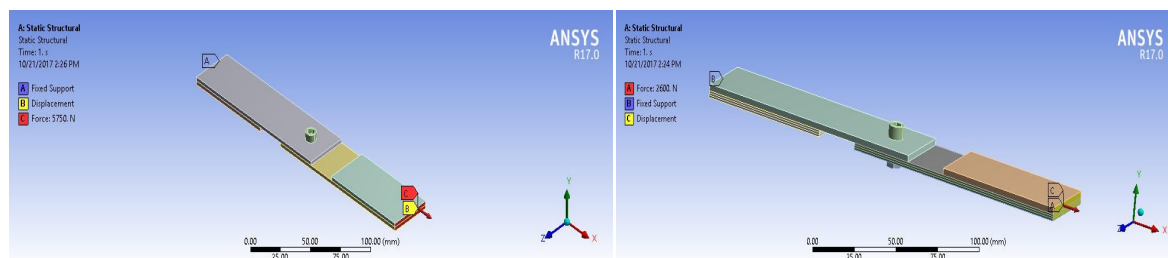 A: Static Structural
Static Structural
Time: 1. s
10/21/2017 2:26 PM
A Fixed Support
B Displacement
C Force: 5750. N
ANSYS
R17.0
A
C
B
Y
Z
X
0.00 50.00 100.00 (mm)
25.00 75.00
A: Static Structural
Static Structural
Time: 1. s
10/21/2017 2:24 PM
A Force: 2600. N
B Fixed Support
C Displacement
ANSYS
R17.0
B
C
A
Y
Z
X
0.00 50.00 100.00 (mm)
25.00 75.00